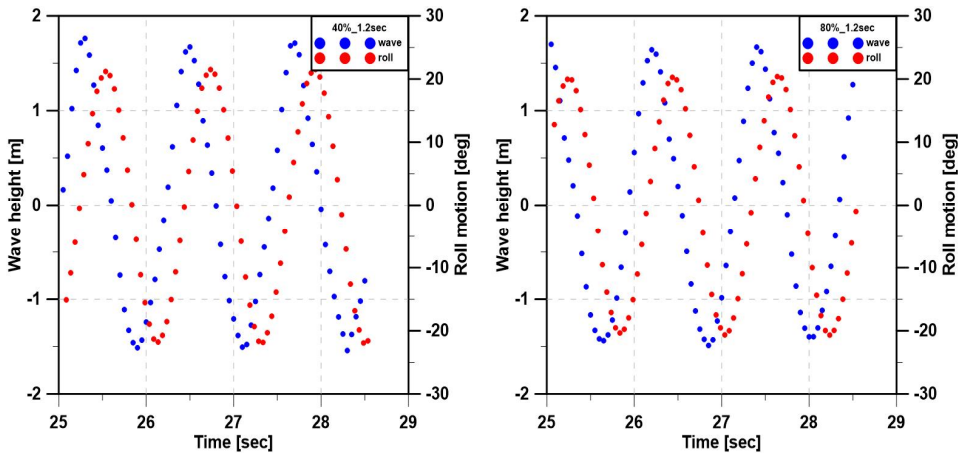 40%_1.2sec
wave
roll
Wave height [m]
2
1
0
-1
-2
Roll motion [deg]
30
20
10
0
-10
-20
-30
25 26 27 28 29
Time [sec]
80%_1.2sec
wave
roll
Wave height [m]
2
1
0
-1
-2
Roll motion [deg]
30
20
10
0
-10
-20
-30
25 26 27 28 29
Time [sec]